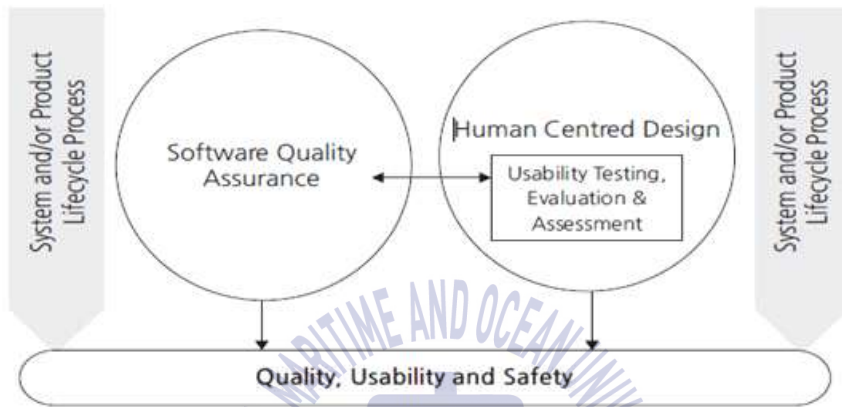 System and/or Product
Lifecycle Process
Software Quality
Assurance
Human Centred Design
Usability Testing,
Evaluation &
Assessment
System and/or Product
Lifecycle Process
MARITIME AND OCEAN UNIV
Quality, Usability and Safety